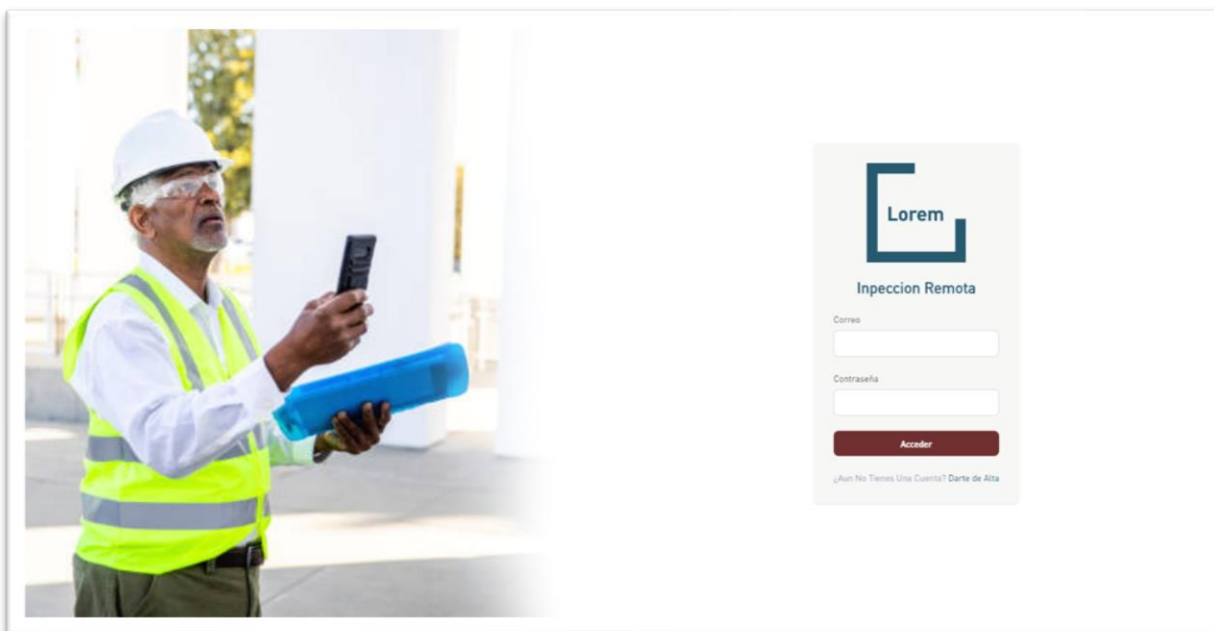 Lorem
Inpeccion Remota
Correo
Contraseña
Acceder
¿Aun No Tienes Una Cuenta? Darte de Alta